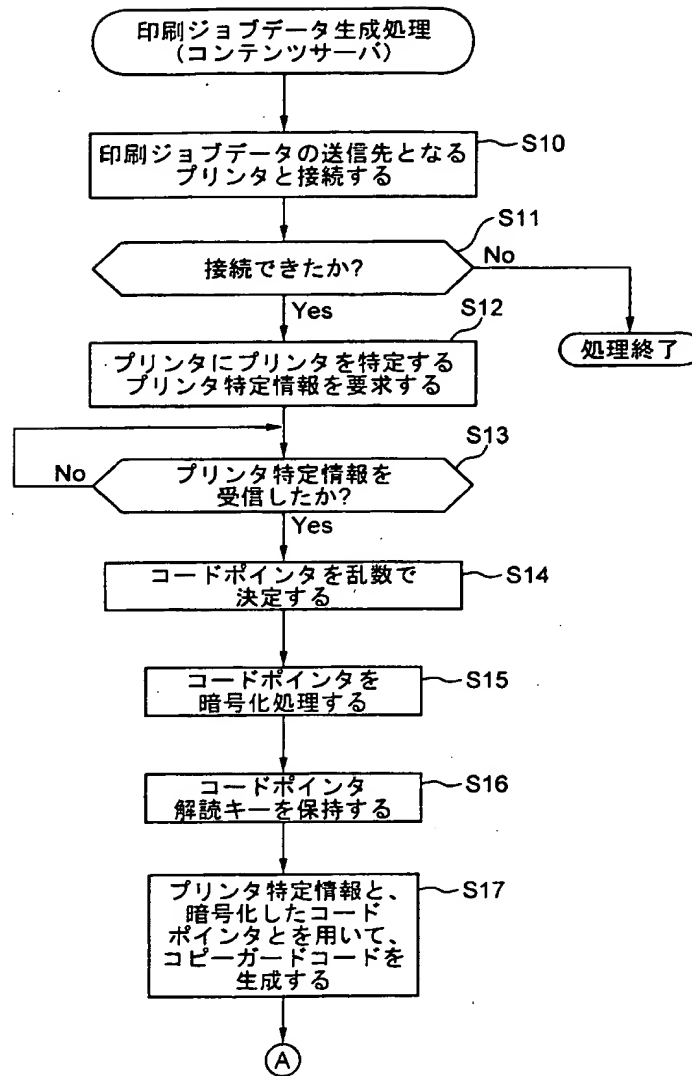 印刷ジョブデータ生成処理
(コンテンツサーバ)
印刷ジョブデータの送信先となる
プリンタと接続する
S10
S11
接続できたか?
No
Yes
処理終了
S12
プリンタにプリンタを特定する
プリンタ特定情報を要求する
S13
No
プリンタ特定情報を
受信したか?
Yes
コードポインタを乱数で
決定する
S14
コードポインタを
暗号化処理する
S15
コードポインタ
解読キーを保持する
S16
プリンタ特定情報と、
暗号化したコード
ポインタとを用いて、
コピーガードコードを
生成する
S17
A